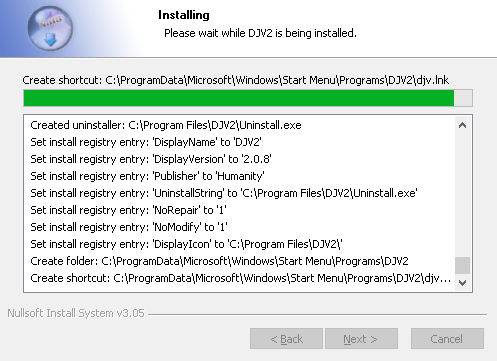 Installing
Please wait while DJV2 is being installed.
Create shortcut: C:\ProgramData\Microsoft\Windows\Start Menu\Programs\DJV2\djv.lnk
Created uninstaller: C:\Program Files\DJV2\Uninstall.exe
Set install registry entry: 'DisplayName' to 'DJV2'
Set install registry entry: 'DisplayVersion' to '2.0.8'
Set install registry entry: 'Publisher' to 'Humanity'
Set install registry entry: 'UninstallString' to 'C:\Program Files\DJV2\Uninstall.exe'
Set install registry entry: 'NoRepair' to '1'
Set install registry entry: 'NoModify' to '1'
Set install registry entry: 'DisplayIcon' to 'C:\Program Files\DJV2\'
Create folder: C:\ProgramData\Microsoft\Windows\Start Menu\Programs\DJV2
Create shortcut: C:\ProgramData\Microsoft\Windows\Start Menu\Programs\DJV2\djv...
Nullsoft Install System v3.05
< Back Next > Cancel